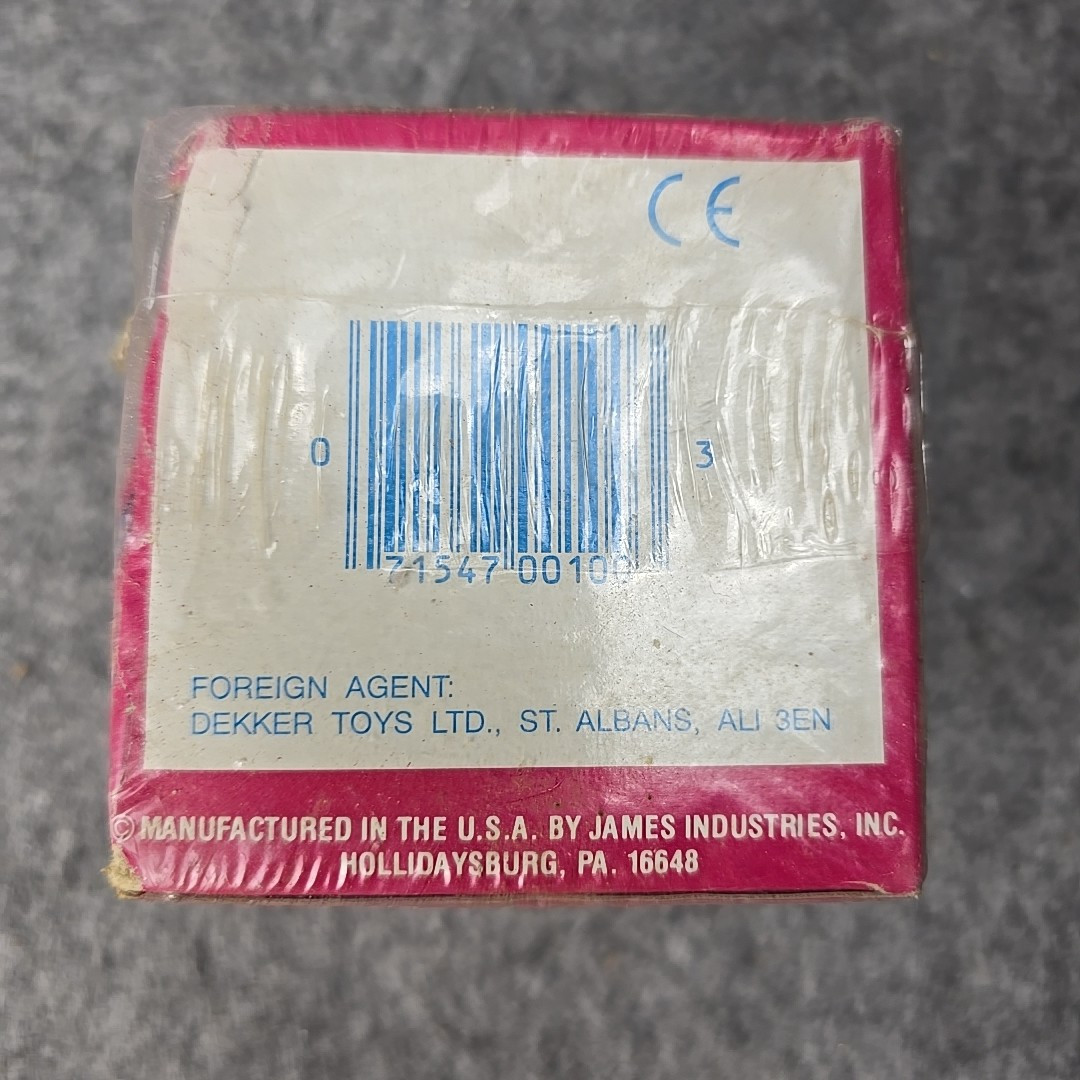 CE
0 3
71547 00100
FOREIGN AGENT:
DEKKER TOYS LTD., ST. ALBANS, ALI 3EN
© MANUFACTURED IN THE U.S.A. BY JAMES INDUSTRIES, INC.
HOLLIDAYSBURG, PA. 16648